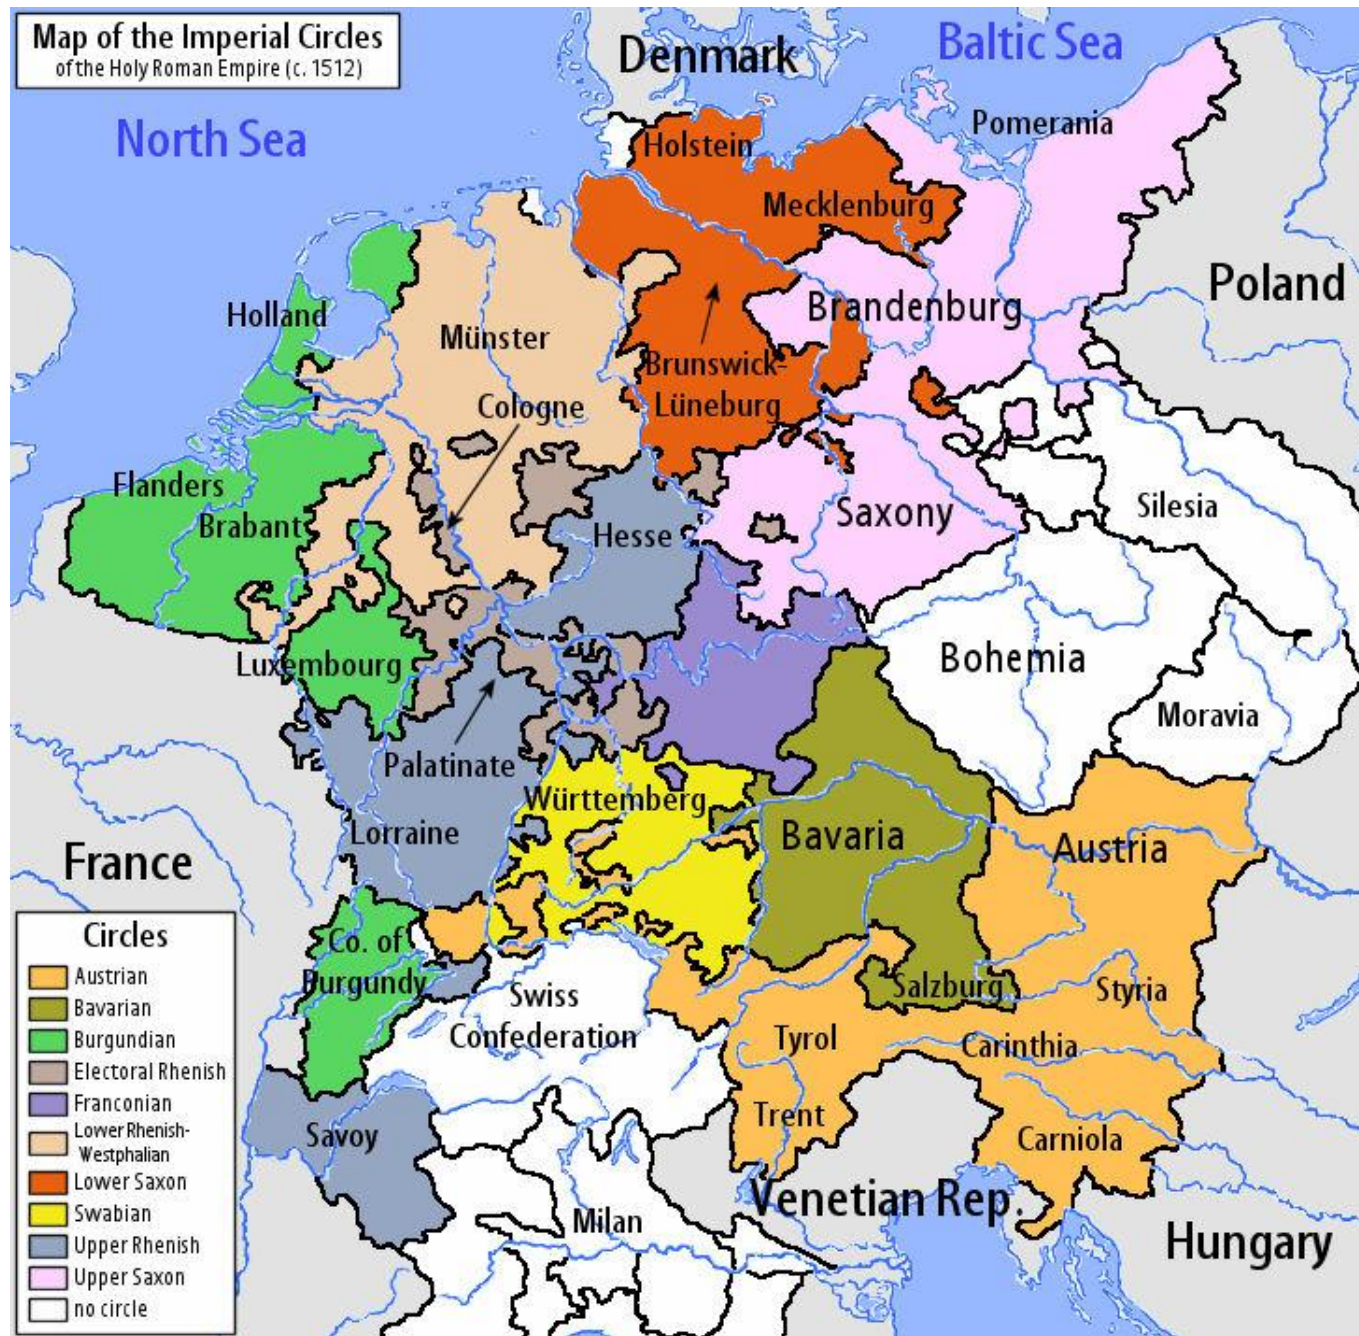 Map of the Imperial Circles
of the Holy Roman Empire (c. 1512)
Denmark
Baltic Sea
North Sea
Pomerania
Holstein
Mecklenburg
Poland
Holland
Brandenburg
Münster
Brunswick-
Lüneburg
Cologne
Flanders
Brabant
Saxony
Silesia
Hesse
Luxembourg
Bohemia
Moravia
Palatinate
Württemberg
Lorraine
Bavaria
Austria
France
Co. of
Burgundy
Swiss
Confederation
Salzburg
Styria
Tyrol
Carinthia
Trent
Carniola
Savoy
Venetian Rep.
Milan
Hungary
Circles
Austrian
Bavarian
Burgundian
Electoral Rhenish
Franconian
Lower Rhenish-
Westphalian
Lower Saxon
Swabian
Upper Rhenish
Upper Saxon
no circle